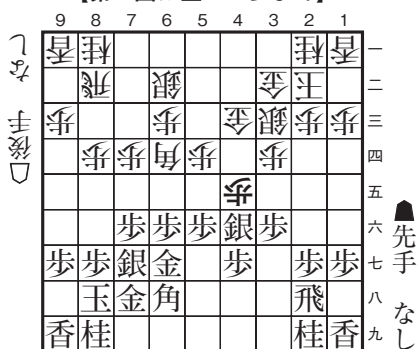 ９ ８ ７ ６ ５ ４ ３ ２ １
香 桂 桂 香 一
飛 銀 金 王 二
歩 歩 金 銀 歩 歩 三
歩 歩 角 歩 歩 四
歩 五
歩 歩 歩 銀 歩 六
歩 歩 銀 金 歩 歩 歩 七
玉 金 角 飛 八
香 桂 桂 香 九
☗先手 なし
☖後手 なし